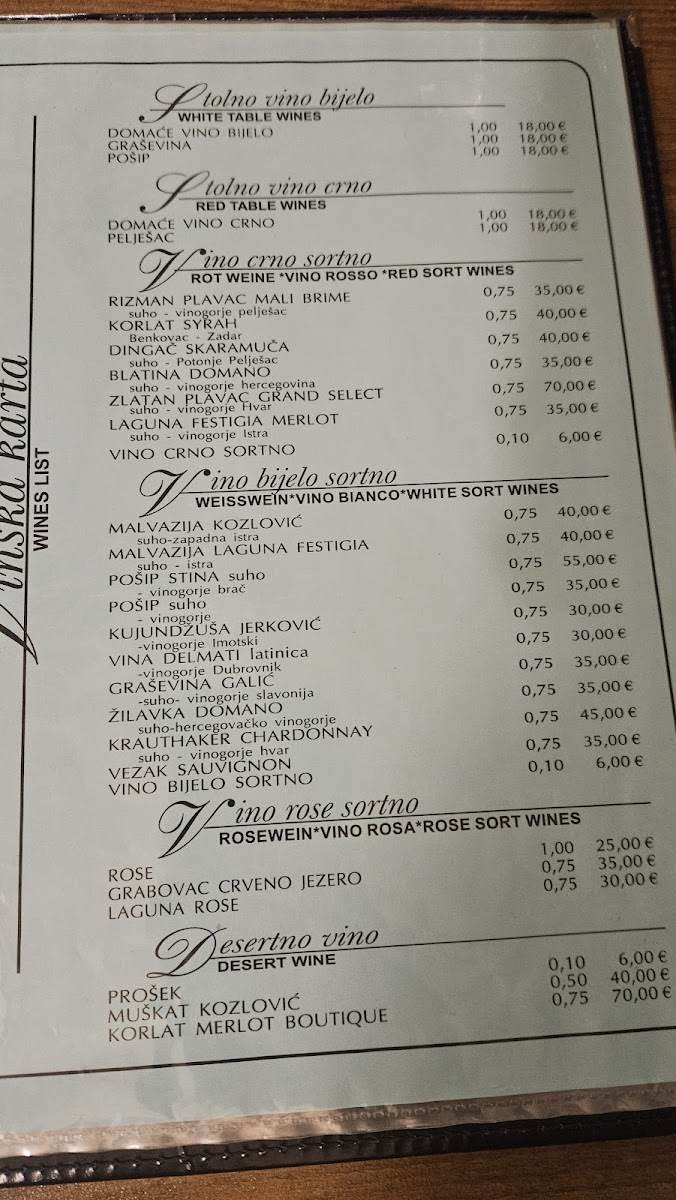 Vinska karta
WINES LIST
Stolno vino bijelo
WHITE TABLE WINES
DOMAĆE VINO BIJELO 1,00 18,00 €
GRAŠEVINA 1,00 18,00 €
POŠIP 1,00 18,00 €
Stolno vino crno
RED TABLE WINES
DOMAĆE VINO CRNO 1,00 18,00 €
PELJEŠAC 1,00 18,00 €
Vino crno sortno
ROT WEINE *VINO ROSSO *RED SORT WINES
RIZMAN PLAVAC MALI BRIME 0,75 35,00 €
suho - vinogorje pelješac
KORLAT SYRAH 0,75 40,00 €
Benkovac - Zadar
DINGAČ SKARAMUČA 0,75 40,00 €
suho - Potonje Pelješac
BLATINA DOMANO 0,75 35,00 €
suho - vinogorje hercegovina
ZLATAN PLAVAC GRAND SELECT 0,75 70,00 €
suho - vinogorje Hvar
LAGUNA FESTIGIA MERLOT 0,75 35,00 €
suho - vinogorje Istra
VINO CRNO SORTNO 0,10 6,00 €
Vino bijelo sortno
WEISSWEIN*VINO BIANCO*WHITE SORT WINES
MALVAZIJA KOZLOVIĆ 0,75 40,00 €
suho-zapadna istra
MALVAZIJA LAGUNA FESTIGIA 0,75 40,00 €
suho - istra
POŠIP STINA suho 0,75 55,00 €
- vinogorje brač
POŠIP suho 0,75 35,00 €
- vinogorje
KUJUNDŽUŠA JERKOVIĆ 0,75 30,00 €
-vinogorje Imotski
VINA DELMATI latinica 0,75 30,00 €
-vinogorje Dubrovnik
GRAŠEVINA GALIĆ 0,75 35,00 €
-suho- vinogorje slavonija
ŽILAVKA DOMANO 0,75 35,00 €
suho-hercegovačko vinogorje
KRAUTHAKER CHARDONNAY 0,75 45,00 €
suho - vinogorje hvar
VEZAK SAUVIGNON 0,75 35,00 €
VINO BIJELO SORTNO 0,10 6,00 €
Vino rose sortno
ROSEWEIN*VINO ROSA*ROSE SORT WINES
ROSE 1,00 25,00 €
GRABOVAC CRVENO JEZERO 0,75 35,00 €
LAGUNA ROSE 0,75 30,00 €
Desertno vino
DESERT WINE
PROŠEK 0,10 6,00 €
MUŠKAT KOZLOVIĆ 0,50 40,00 €
KORLAT MERLOT BOUTIQUE 0,75 70,00 €